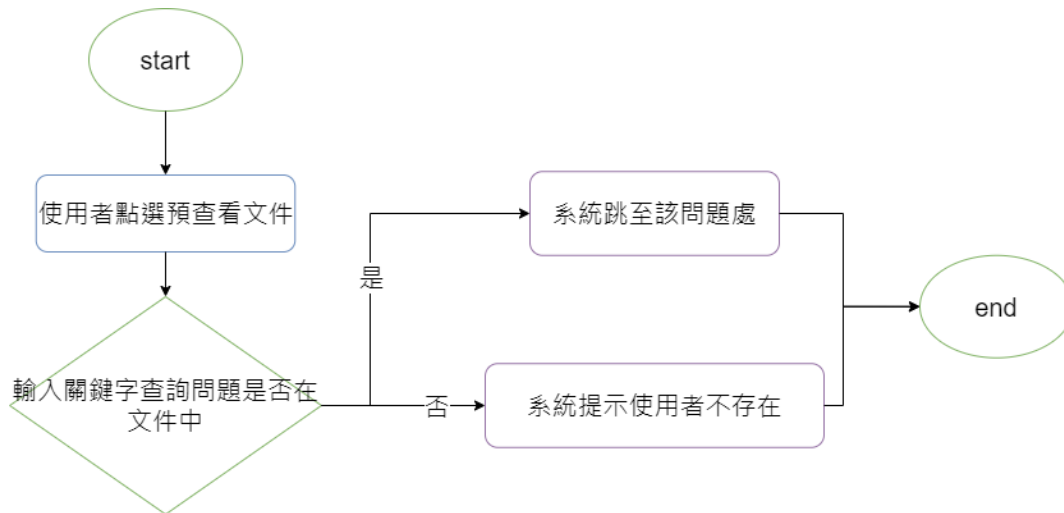 start
使用者點選預查看文件
系統跳至該問題處
是
end
輸入關鍵字查詢問題是否在
文件中
否
系統提示使用者不存在